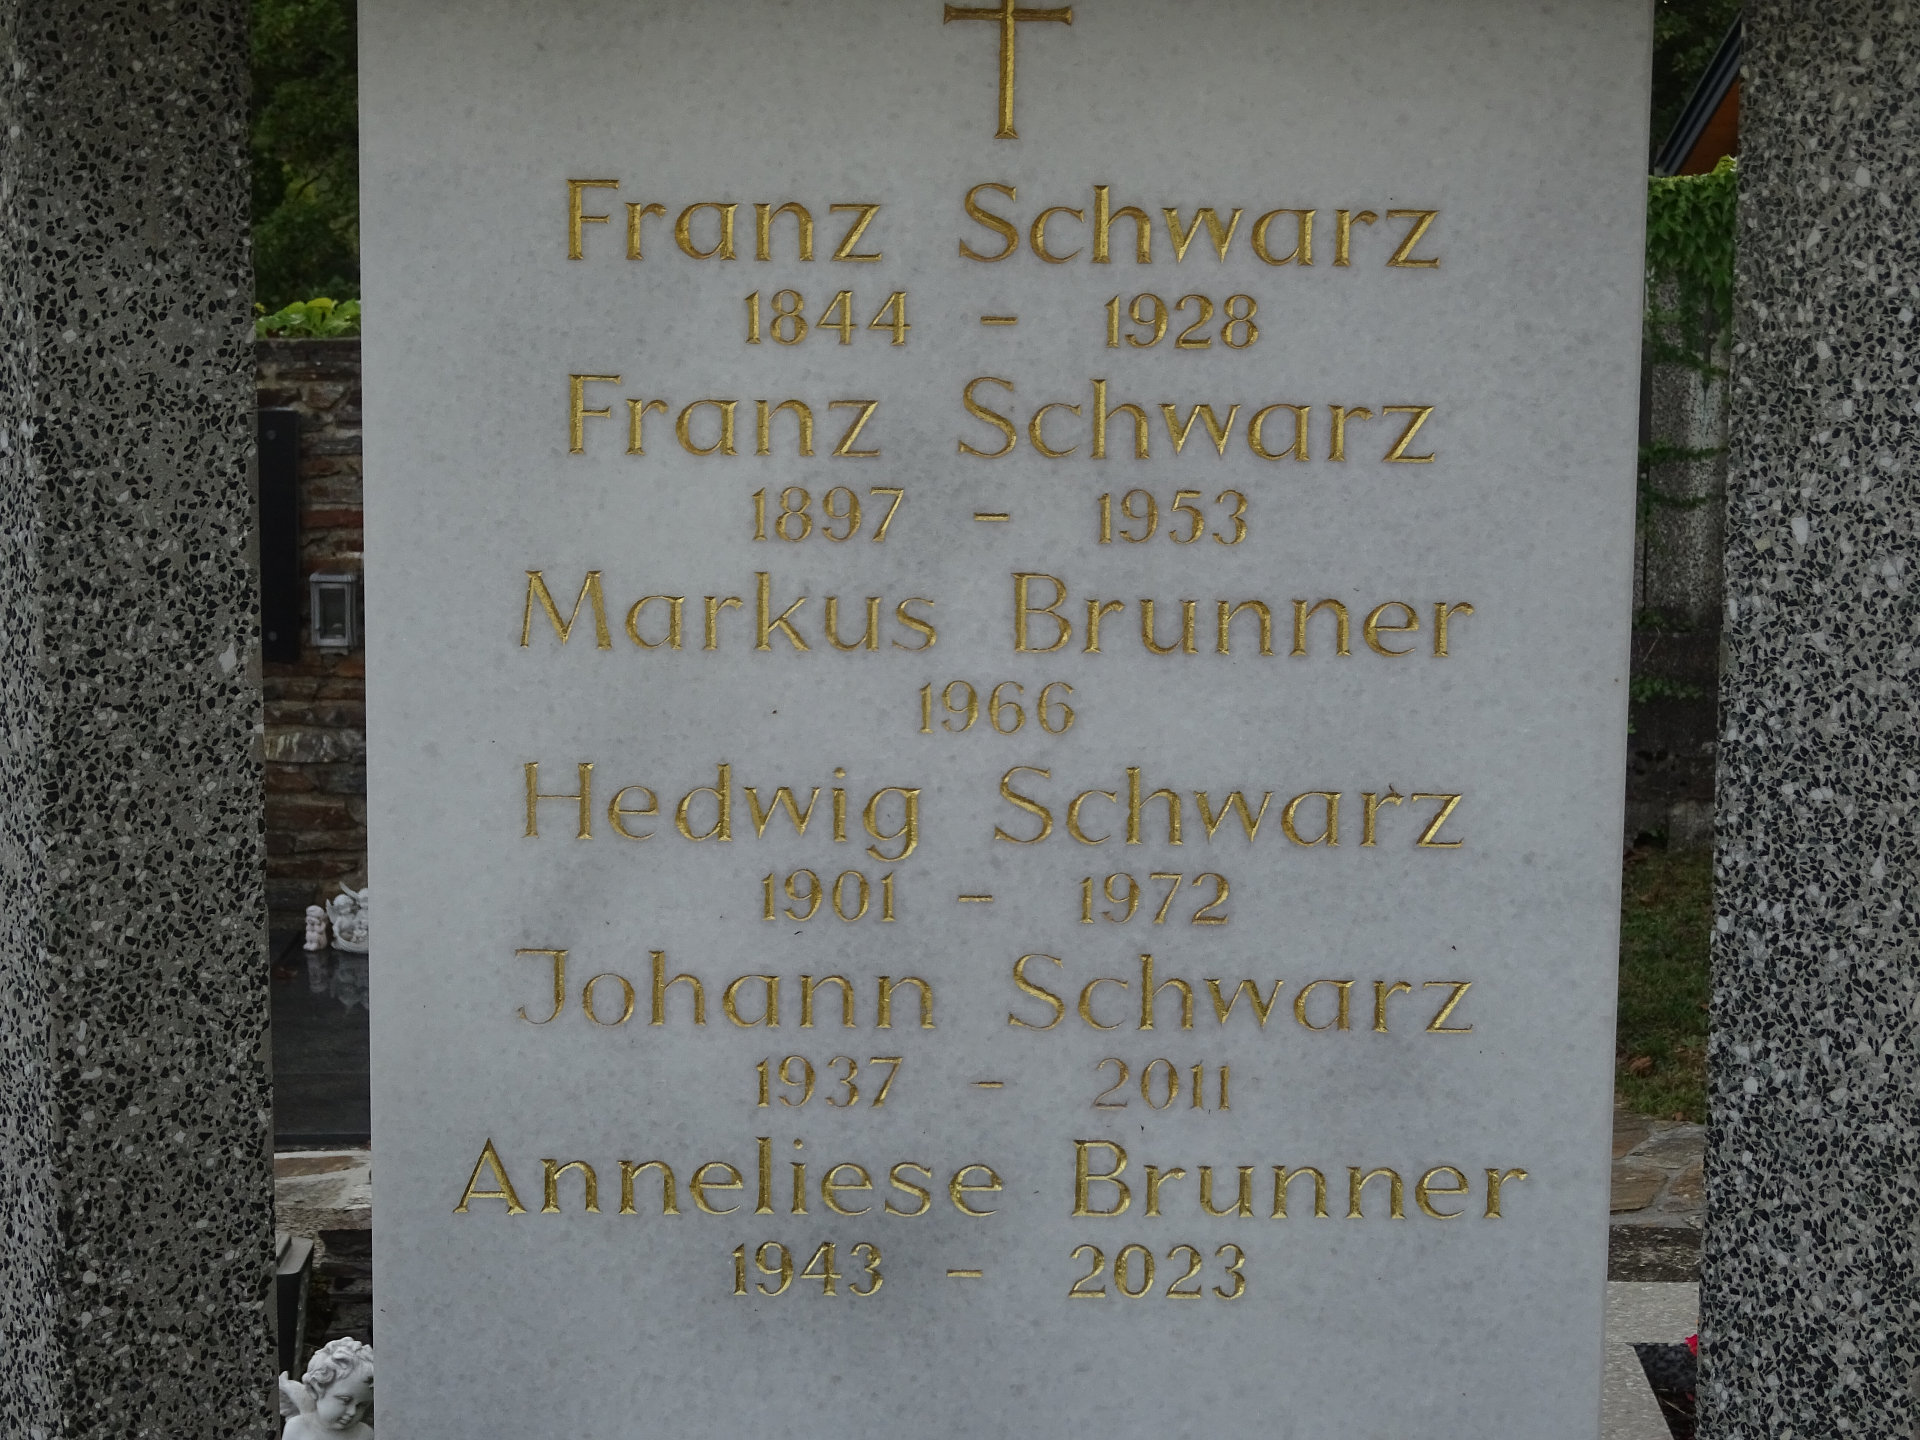 Franz Schwarz
1844 - 1928
Franz Schwarz
1897 - 1953
Markus Brunner
1966
Hedwig Schwarz
1901 - 1972
Johann Schwarz
1937 - 2011
Anneliese Brunner
1943 - 2023